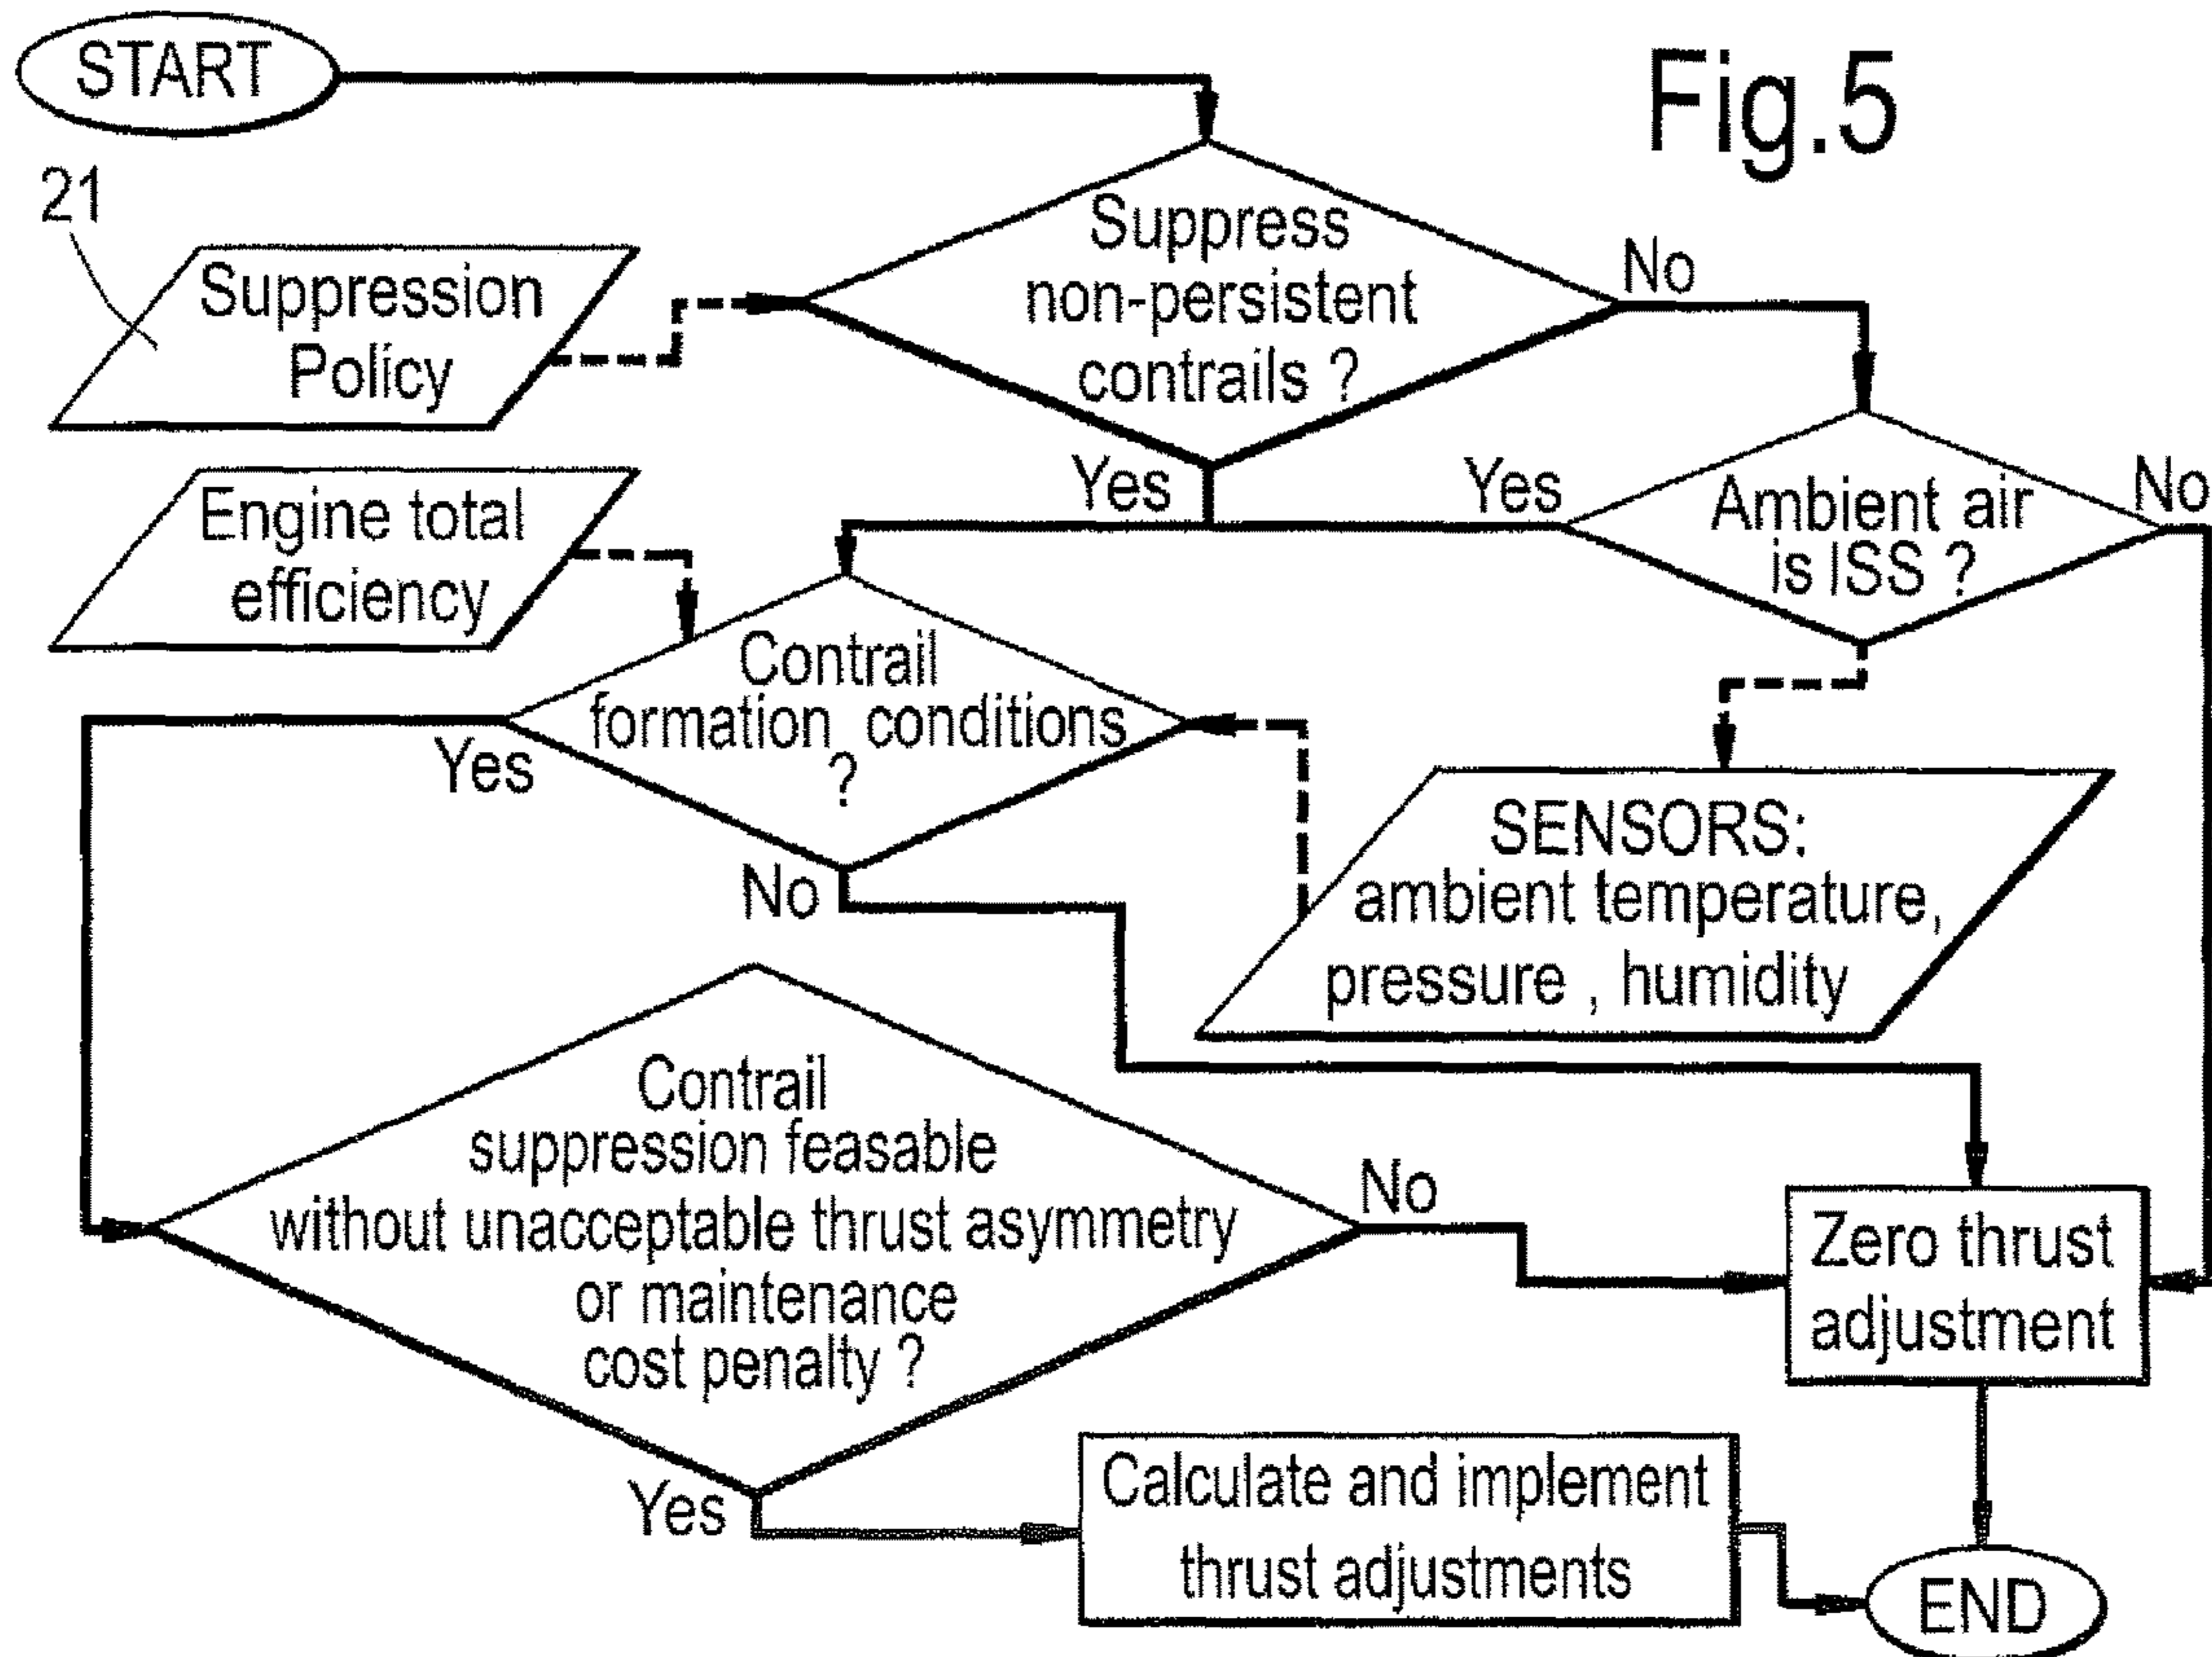 START
Fig.5
21
Suppression
Policy
Suppress
non-persistent
contrails ?
No
Yes
Engine total
efficiency
Yes
Ambient air
is ISS ?
No
Contrail
formation conditions
?
Yes
No
SENSORS:
ambient temperature,
pressure , humidity
Contrail
suppression feasable
without unacceptable thrust asymmetry
or maintenance
cost penalty ?
No
Yes
Zero thrust
adjustment
Calculate and implement
thrust adjustments
END